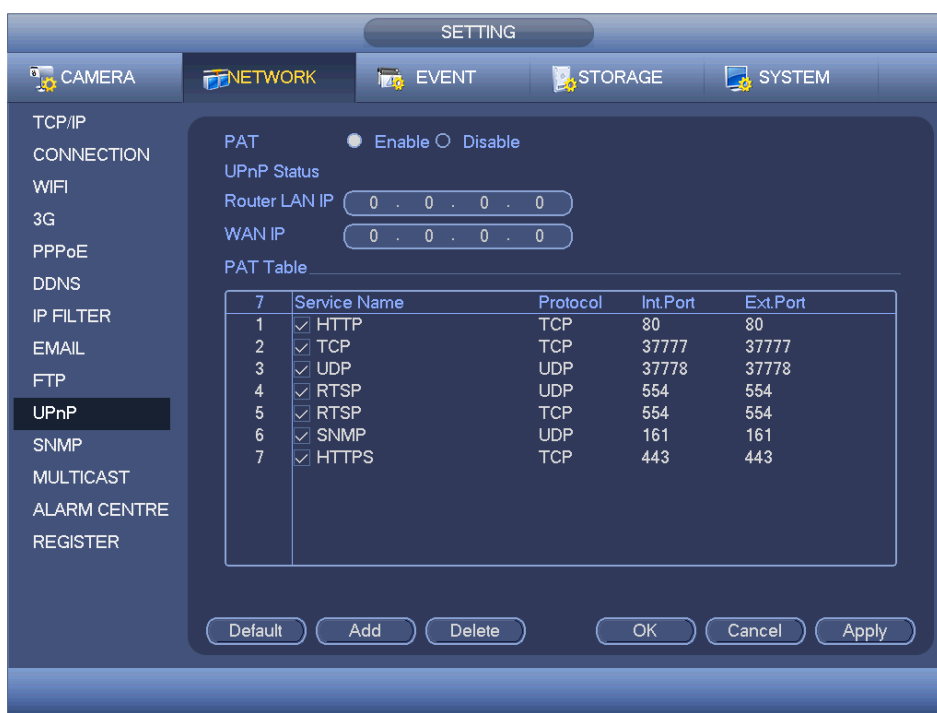 SETTING
CAMERA NETWORK EVENT STORAGE SYSTEM
TCP/IP
CONNECTION
WIFI
3G
PPPoE
DDNS
IP FILTER
EMAIL
FTP
UPnP
SNMP
MULTICAST
ALARM CENTRE
REGISTER
PAT Enable Disable
UPnP Status
Router LAN IP 0 . 0 . 0 . 0
WAN IP 0 . 0 . 0 . 0
PAT Table
7 Service Name Protocol Int.Port Ext.Port
1 HTTP TCP 80 80
2 TCP TCP 37777 37777
3 UDP UDP 37778 37778
4 RTSP UDP 554 554
5 RTSP TCP 554 554
6 SNMP UDP 161 161
7 HTTPS TCP 443 443
Default Add Delete OK Cancel Apply